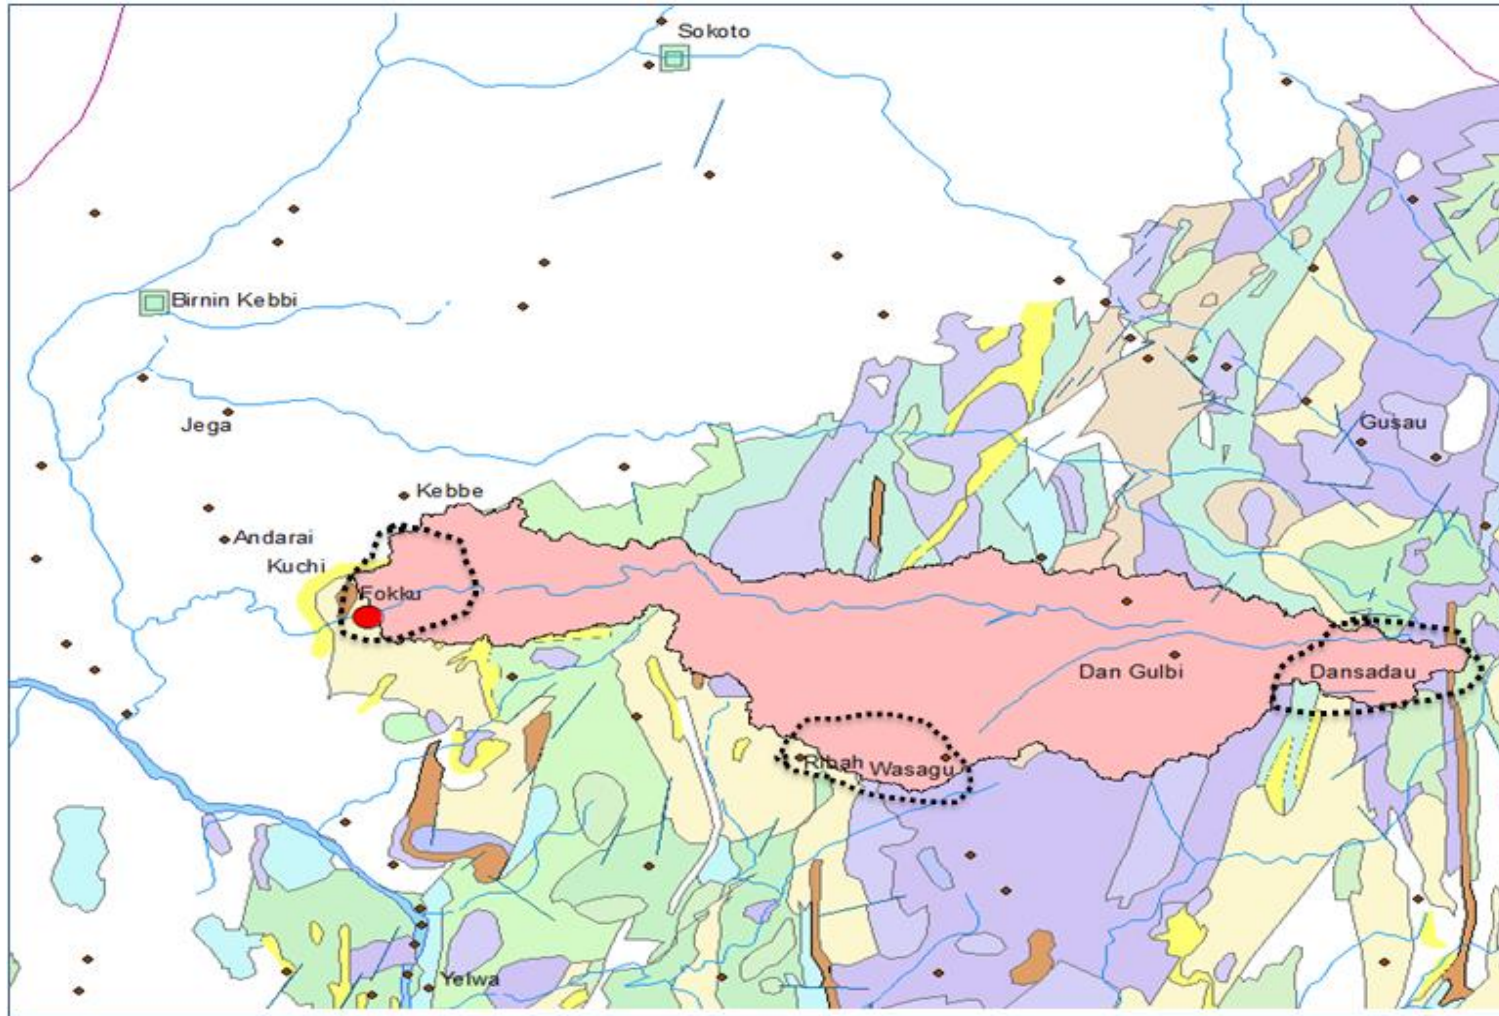 Sokoto
Birnin Kebbi
Jega
Gusau
Kebbe
Andarai
Kuchi
Fokku
Dan Gulbi
Dansadau
Ribah
Wasagu
Yelwa